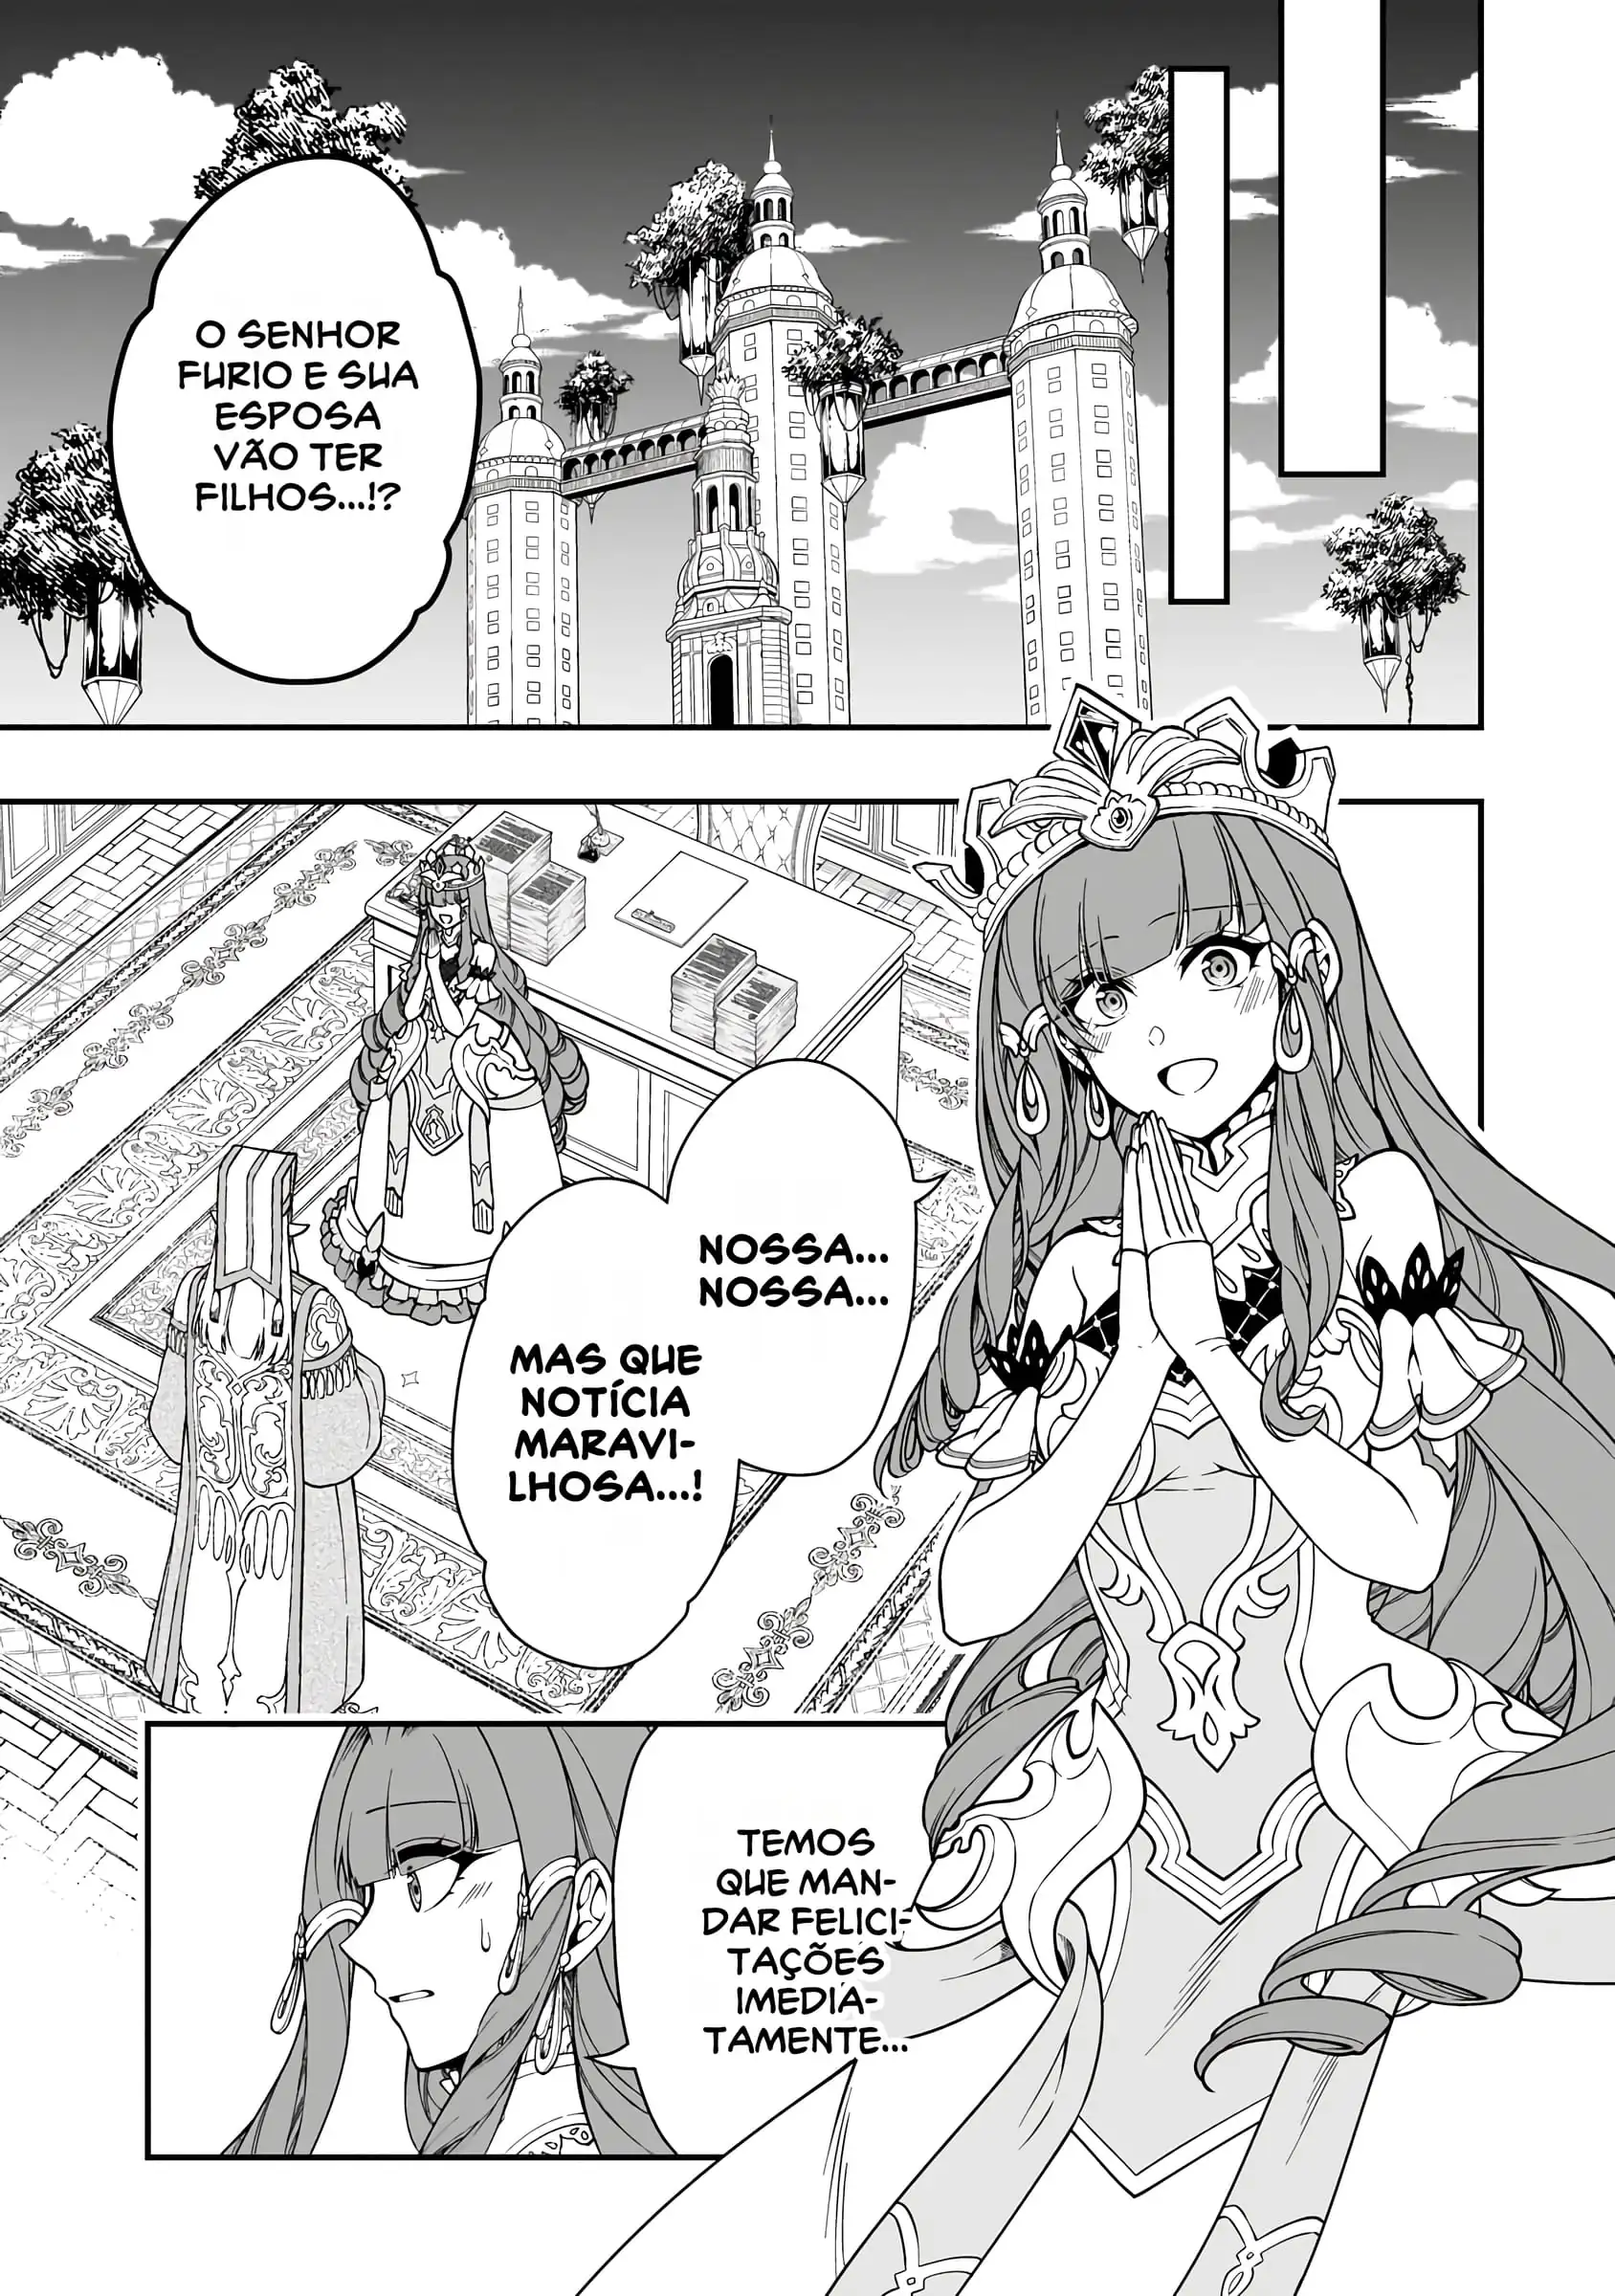 O SENHOR
FURIO E SUA
ESPOSA
VÃO TER
FILHOS...!?
NOSSA...
NOSSA...
MAS QUE
NOTÍCIA
MARAVI-
LHOSA...!
TEMOS
QUE MAN-
DAR FELICI-
TAÇÕES
IMEDIA-
TAMENTE...